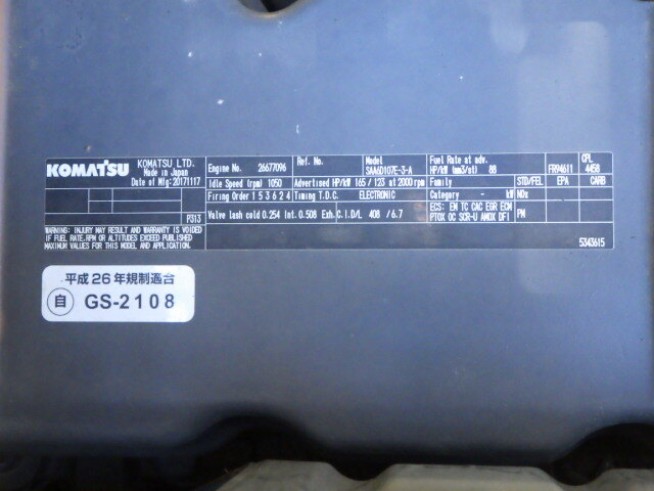 KOMATSU KOMATSU LTD.
Made in Japan
Date of Mfg:20171117
P313
WARNING: INJURY MAY RESULT AND WARRANTY IS VOIDED
IF FUEL RATE,RPM OR ALTITUDES EXCEED PUBLISHED
MAXIMUM VALUES FOR THIS MODEL AND APPLICATION.
Engine No. 26677096 Ref. No. Model SAA6D107E-3-A Fuel Rate at adv. HP/kW (mm3/st) 88 FR94611 CPL 4458
Idle Speed (rpm) 1050 Advertised HP/kW 165 / 123 at 2000 rpm Family STD/FEL EPA CARB
Firing Order 1 5 3 6 2 4 Timing T.D.C. ELECTRONIC Category - kW NOx
Valve lash cold 0.254 Int. 0.508 Exh. C.I.D/L 408 / 6.7 ECS: EM TC CAC EGR ECM PM
PTOX OC SCR-U AMOX DFI
5343615
平成26年規制適合
自 GS-2108